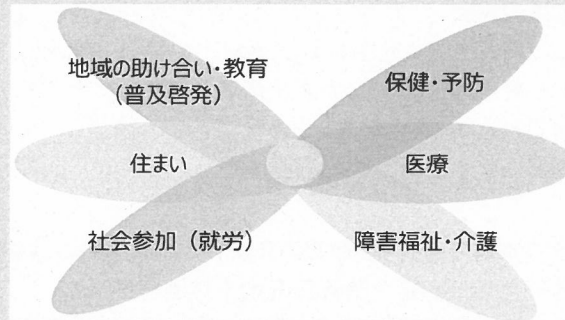 地域の助け合い・教育
（普及啓発）
保健・予防
住まい
医療
社会参加（就労）
障害福祉・介護